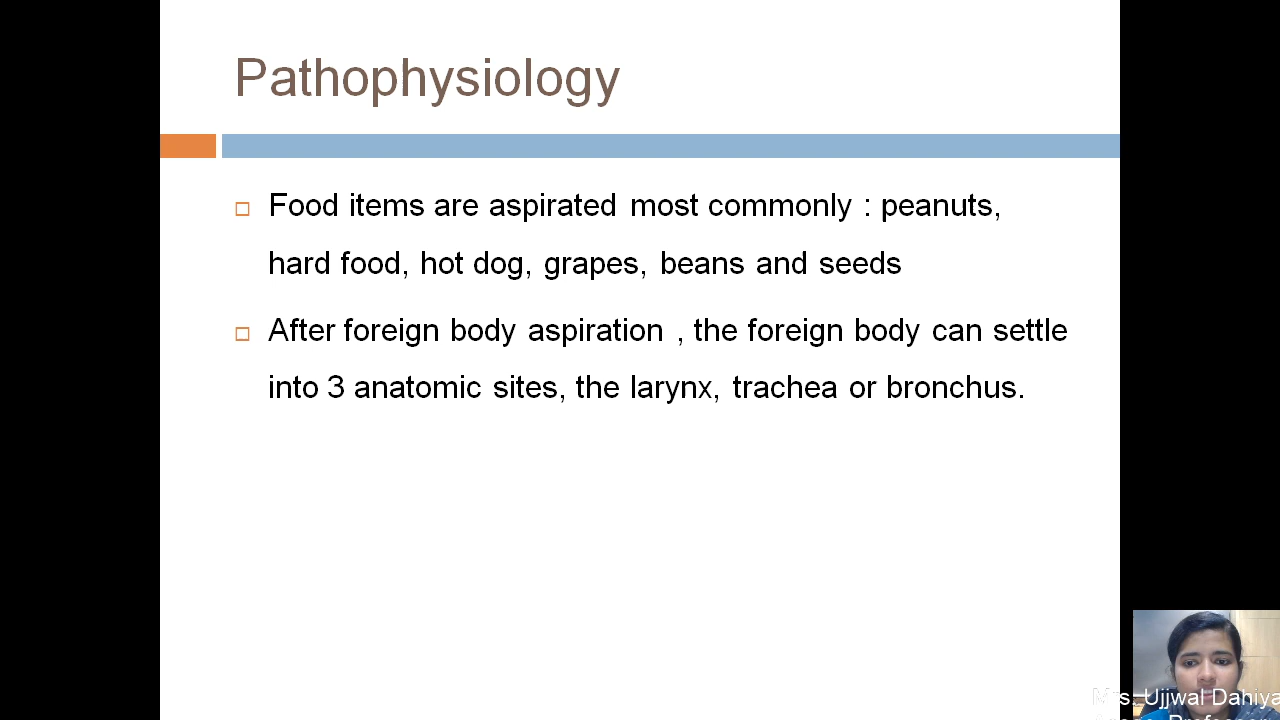 Pathophysiology
Food items are aspirated most commonly : peanuts,
hard food, hot dog, grapes, beans and seeds
After foreign body aspiration , the foreign body can settle
into 3 anatomic sites, the larynx, trachea or bronchus.
Mrs. Ujjwal Dahiya